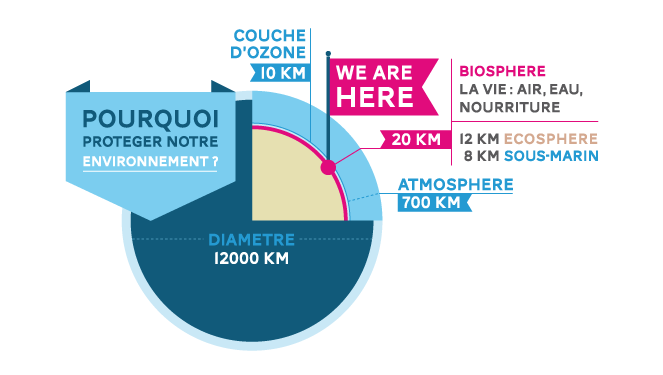 POURQUOI
PROTEGER NOTRE
ENVIRONNEMENT ?
COUCHE
D'OZONE
10 KM
WE ARE
HERE
BIOSPHERE
LA VIE : AIR, EAU,
NOURRITURE
20 KM
12 KM ECOSPHERE
8 KM SOUS-MARIN
ATMOSPHERE
700 KM
DIAMETRE
12000 KM